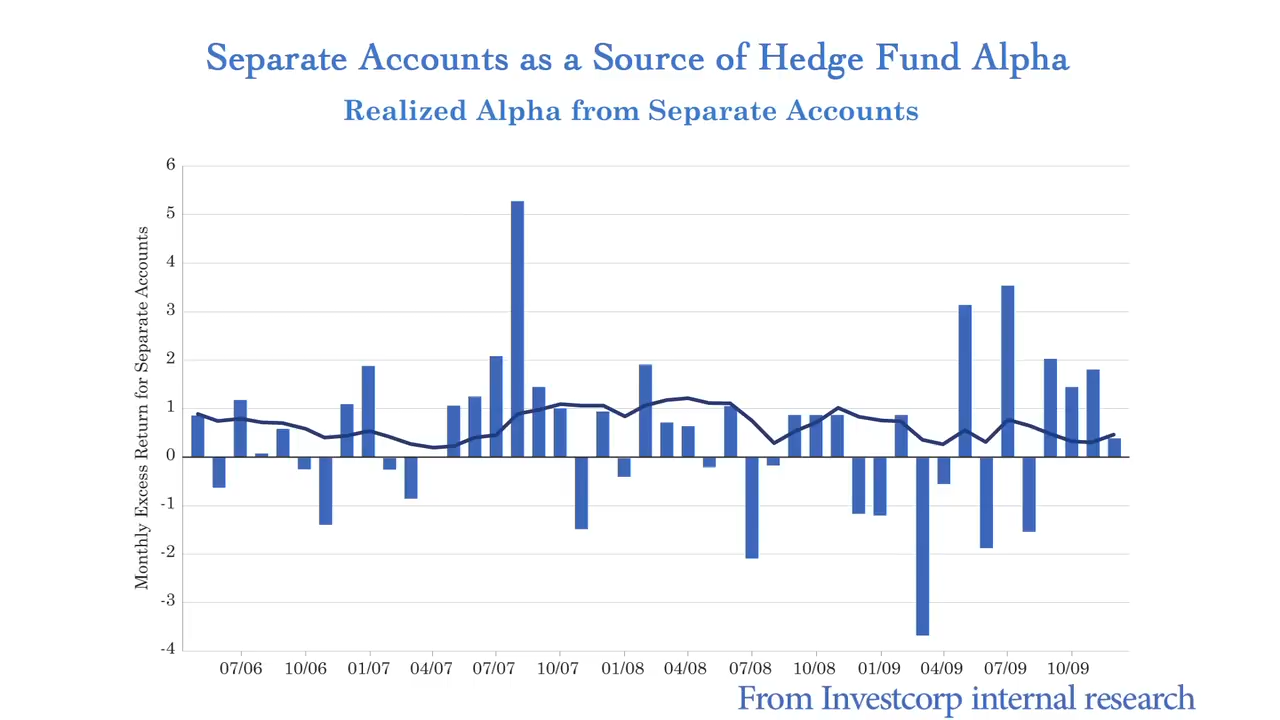 Separate Accounts as a Source of Hedge Fund Alpha
Realized Alpha from Separate Accounts
Monthly Excess Return for Separate Accounts
6
5
4
3
2
1
0
-1
-2
-3
-4
07/06 10/06 01/07 04/07 07/07 10/07 01/08 04/08 07/08 10/08 01/09 04/09 07/09 10/09
From Investcorp internal research